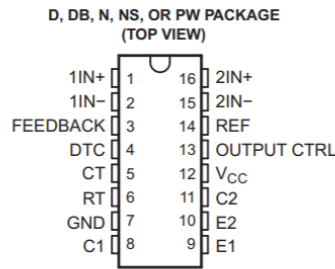 D, DB, N, NS, OR PW PACKAGE
(TOP VIEW)
1IN+ 1 16 2IN+
1IN− 2 15 2IN−
FEEDBACK 3 14 REF
DTC 4 13 OUTPUT CTRL
CT 5 12 VCC
RT 6 11 C2
GND 7 10 E2
C1 8 9 E1